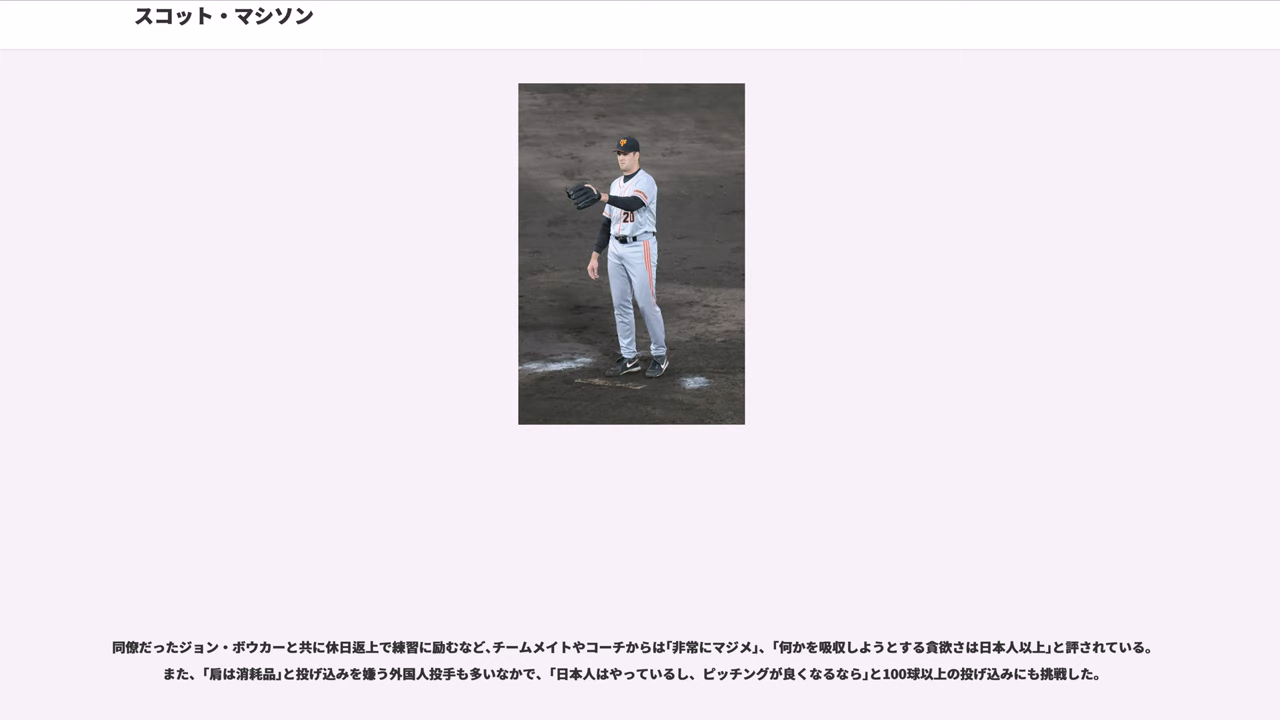 スコット・マシソン
20
同僚だったジョン・ボウカーと共に休日返上で練習に励むなど、チームメイトやコーチからは「非常にマジメ」、「何かを吸収しようとする貪欲さは日本人以上」と評されている。
また、「肩は消耗品」と投げ込みを嫌う外国人投手も多いなかで、「日本人はやっているし、ピッチングが良くなるなら」と100球以上の投げ込みにも挑戦した。